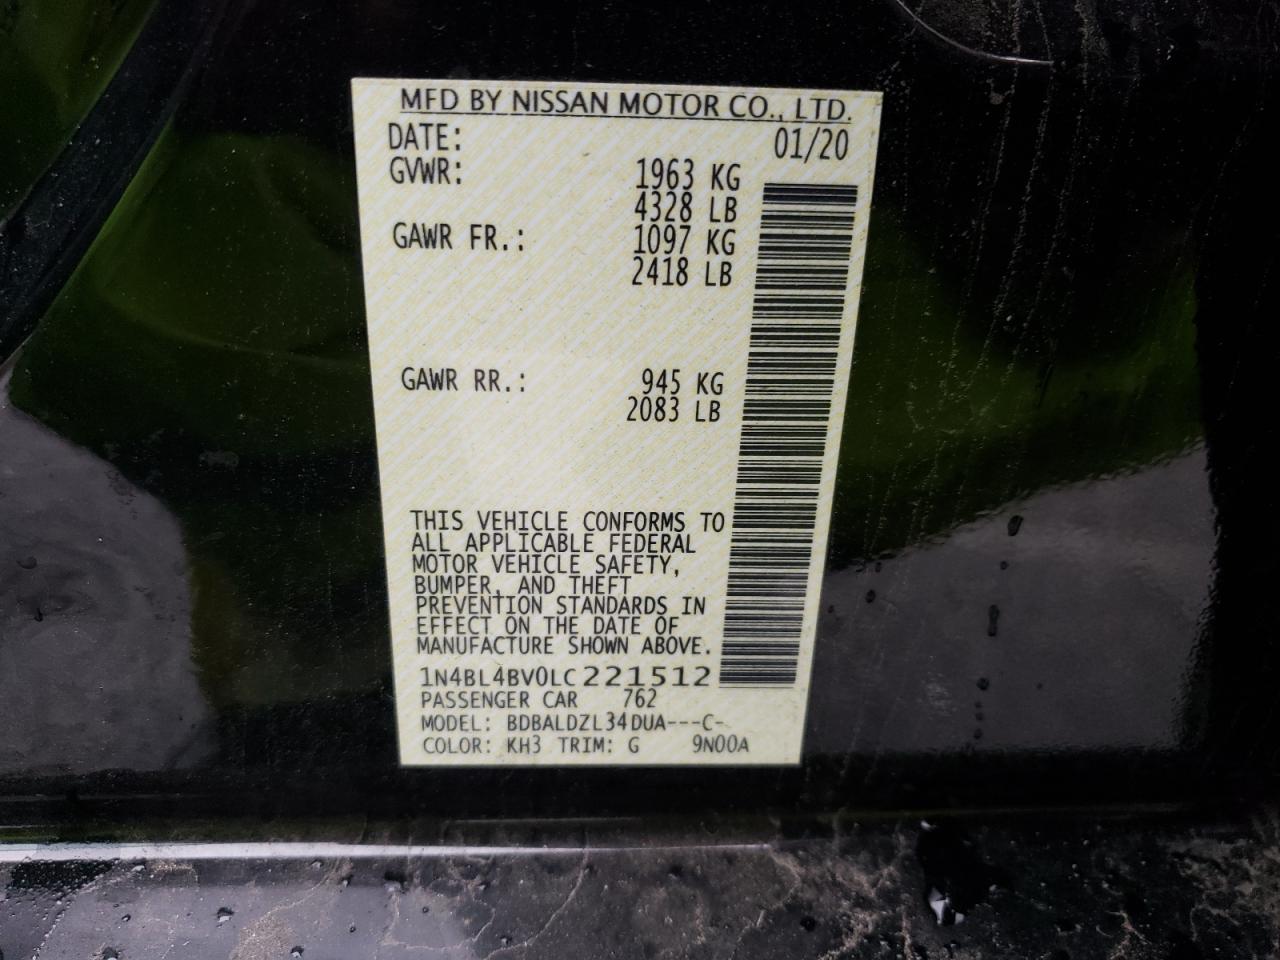 MFD BY NISSAN MOTOR CO., LTD.
DATE: 01/20
GVWR: 1963 KG
4328 LB
GAWR FR.: 1097 KG
2418 LB
GAWR RR.: 945 KG
2083 LB
THIS VEHICLE CONFORMS TO
ALL APPLICABLE FEDERAL
MOTOR VEHICLE SAFETY,
BUMPER, AND THEFT
PREVENTION STANDARDS IN
EFFECT ON THE DATE OF
MANUFACTURE SHOWN ABOVE.
1N4BL4BV0LC221512
PASSENGER CAR 762
MODEL: BDBALDZL34DUA---C-
COLOR: KH3 TRIM: G 9N00A